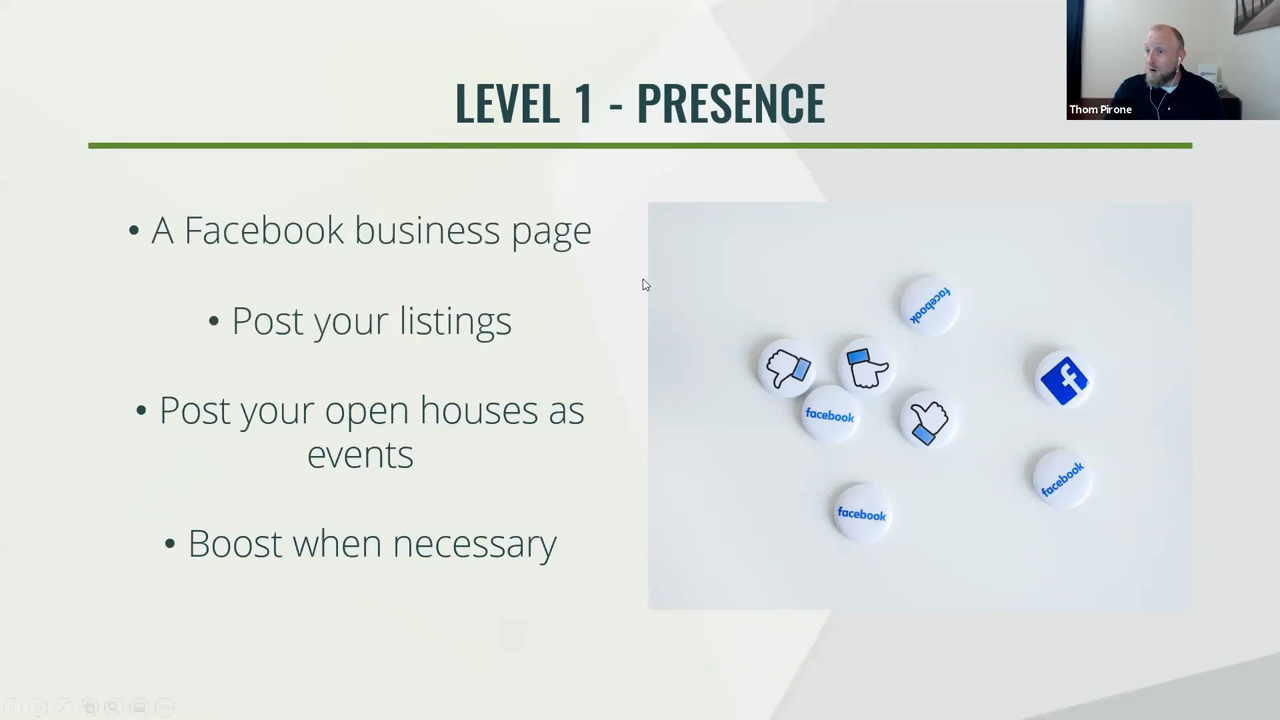 LEVEL 1 - PRESENCE
Thom Pirone
• A Facebook business page
• Post your listings
• Post your open houses as
events
• Boost when necessary
facebook
facebook
facebook
facebook